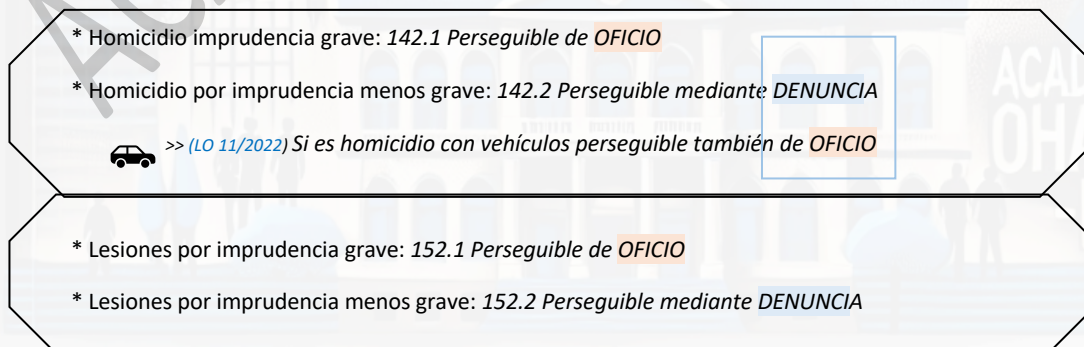 * Homicidio imprudencia grave: 142.1 Perseguible de OFICIO
* Homicidio por imprudencia menos grave: 142.2 Perseguible mediante DENUNCIA
>> (LO 11/2022) Si es homicidio con vehículos perseguible también de OFICIO
* Lesiones por imprudencia grave: 152.1 Perseguible de OFICIO
* Lesiones por imprudencia menos grave: 152.2 Perseguible mediante DENUNCIA